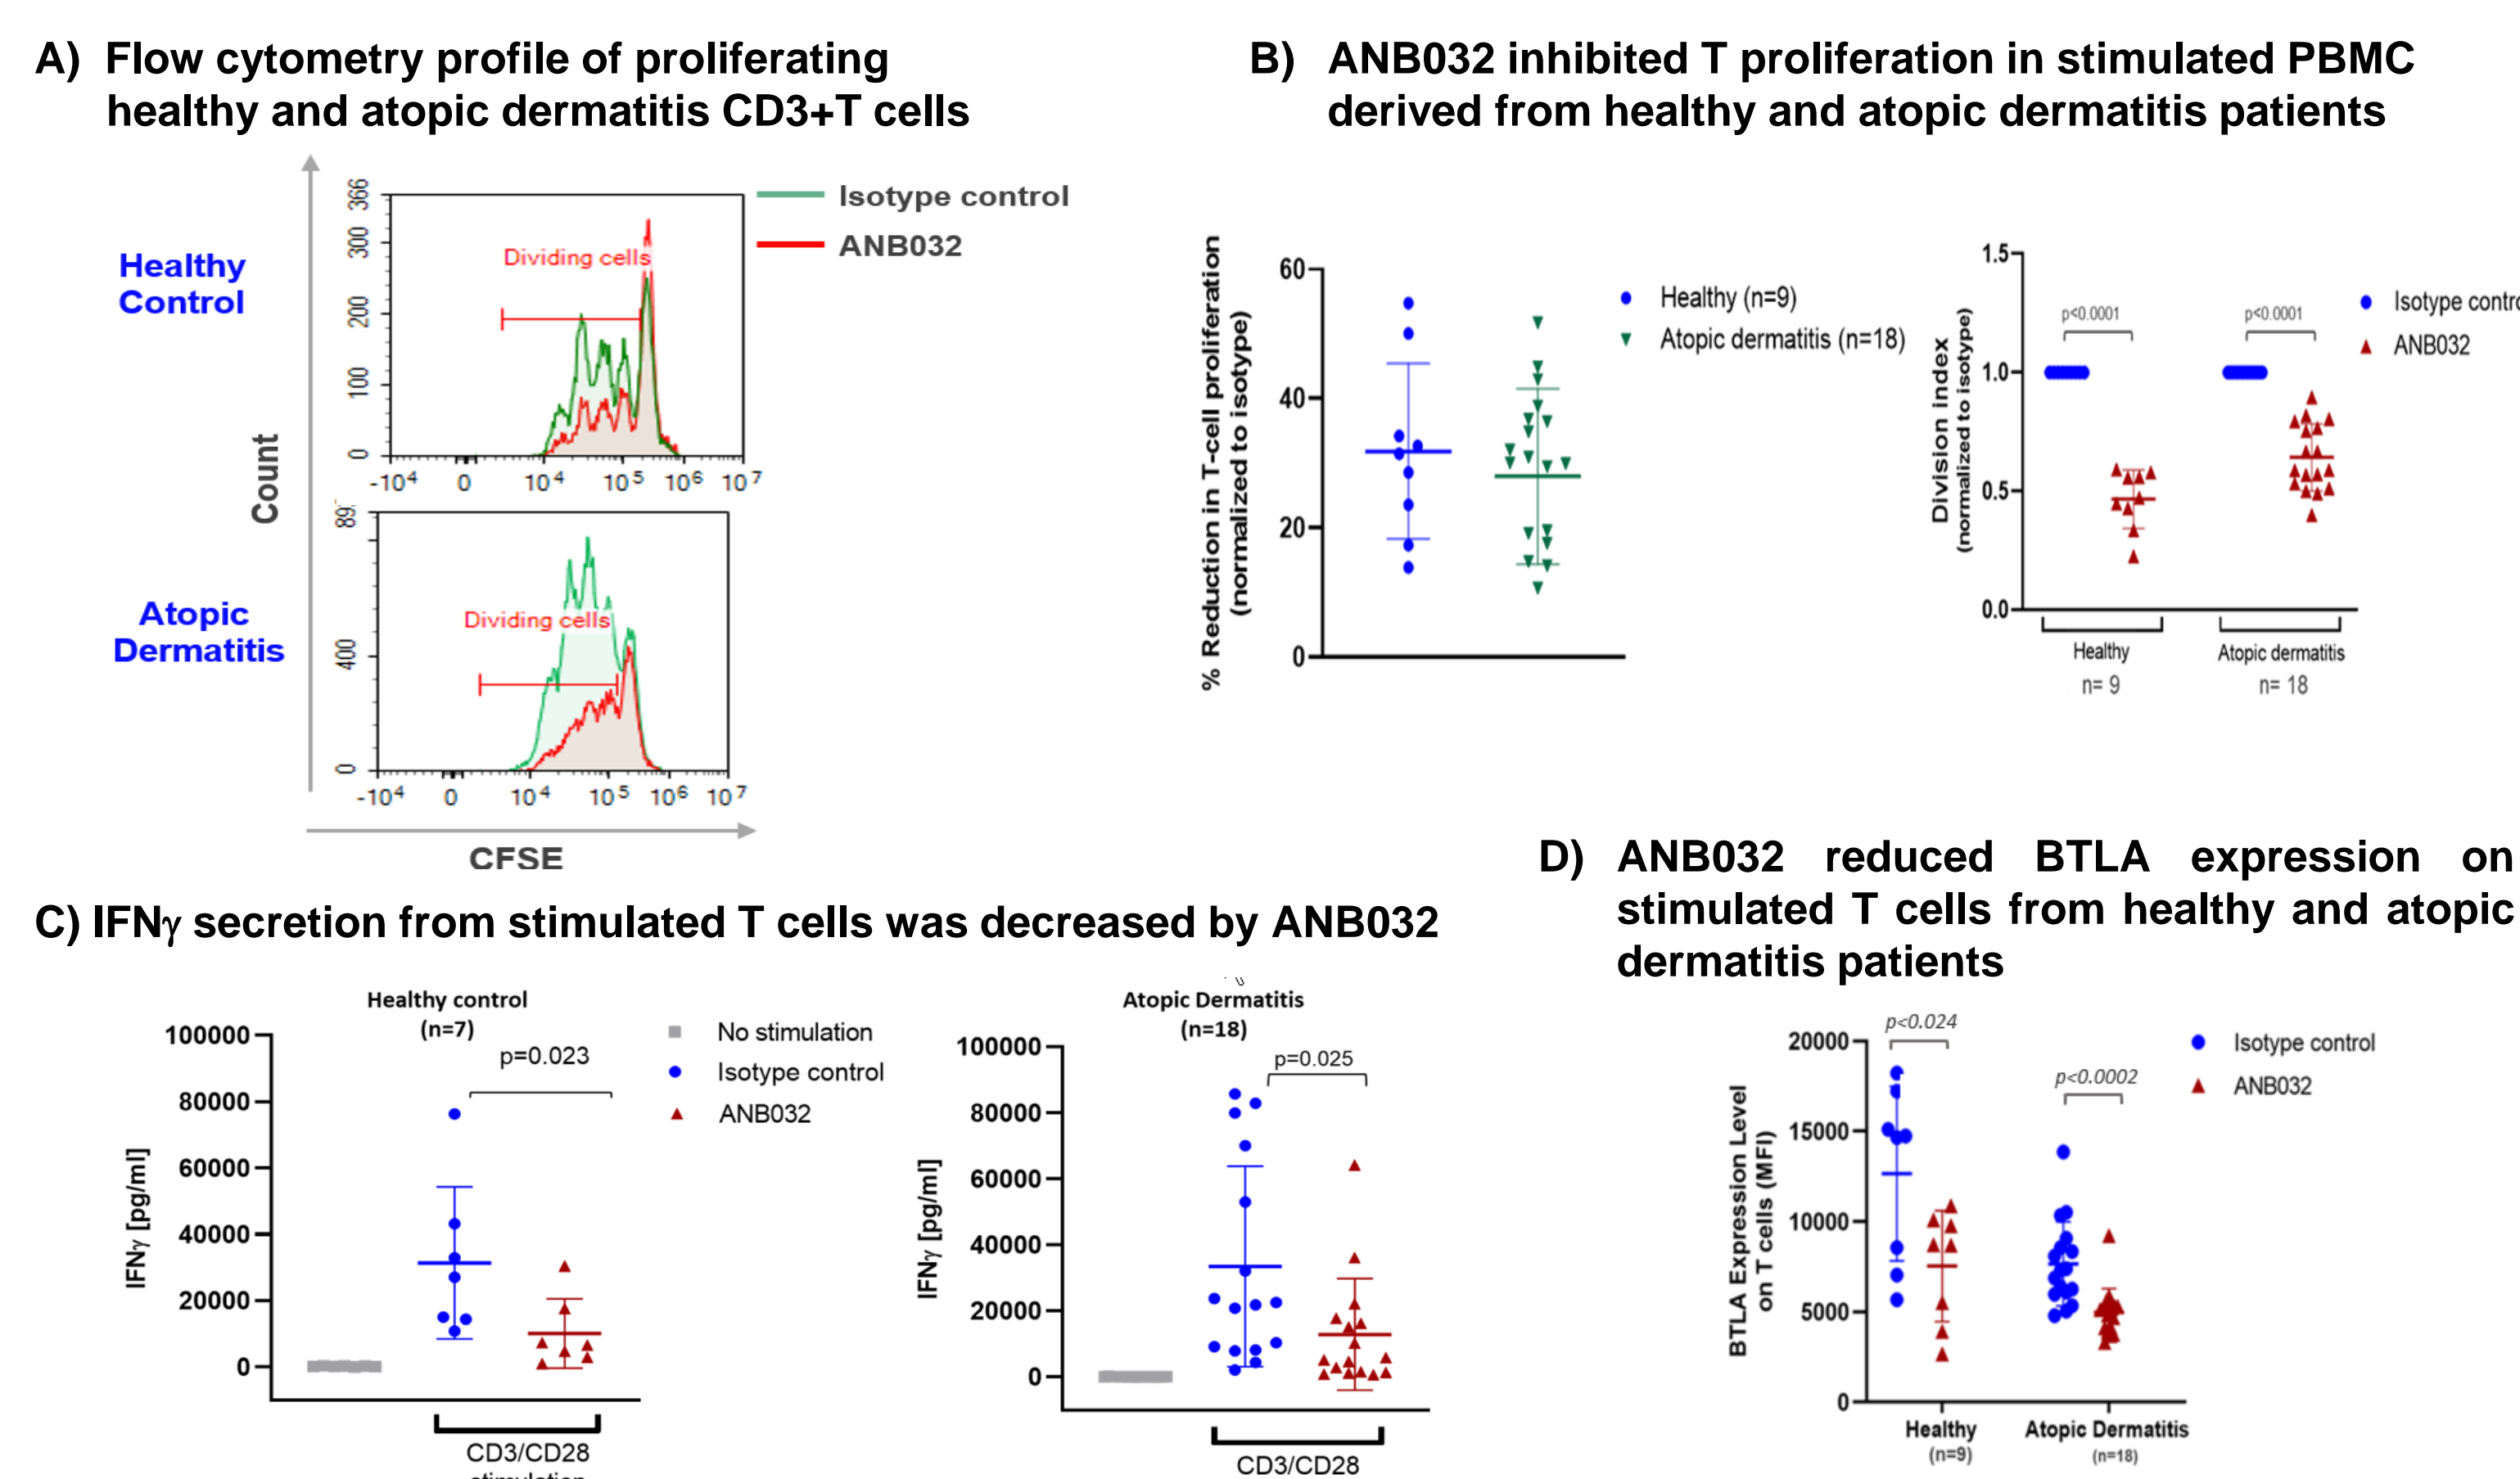 A) Flow cytometry profile of proliferating
healthy and atopic dermatitis CD3+T cells
Isotype control
ANB032
Healthy
Control
Dividing cells
366
300
200
100
0
-10⁴ 0 10⁴ 10⁵ 10⁶ 10⁷
Count
Atopic
Dermatitis
Dividing cells
89
400
0
-10⁴ 0 10⁴ 10⁵ 10⁶ 10⁷
CFSE
B) ANB032 inhibited T proliferation in stimulated PBMC
derived from healthy and atopic dermatitis patients
% Reduction in T-cell proliferation
(normalized to isotype)
60
40
20
0
Healthy (n=9)
Atopic dermatitis (n=18)
Division index
(normalized to isotype)
1.5
1.0
0.5
0.0
p<0.0001
p<0.0001
Isotype contro
ANB032
Healthy
n= 9
Atopic dermatitis
n= 18
C) IFNγ secretion from stimulated T cells was decreased by ANB032
Healthy control
(n=7)
p=0.023
IFNγ [pg/ml]
100000
80000
60000
40000
20000
0
No stimulation
Isotype control
ANB032
CD3/CD28
stimulation
Atopic Dermatitis
(n=18)
p=0.025
IFNγ [pg/ml]
100000
80000
60000
40000
20000
0
CD3/CD28
D) ANB032 reduced BTLA expression on
stimulated T cells from healthy and atopic
dermatitis patients
BTLA Expression Level
on T cells (MFI)
20000
15000
10000
5000
0
p<0.024
p<0.0002
Isotype control
ANB032
Healthy
(n=9)
Atopic Dermatitis
(n=18)